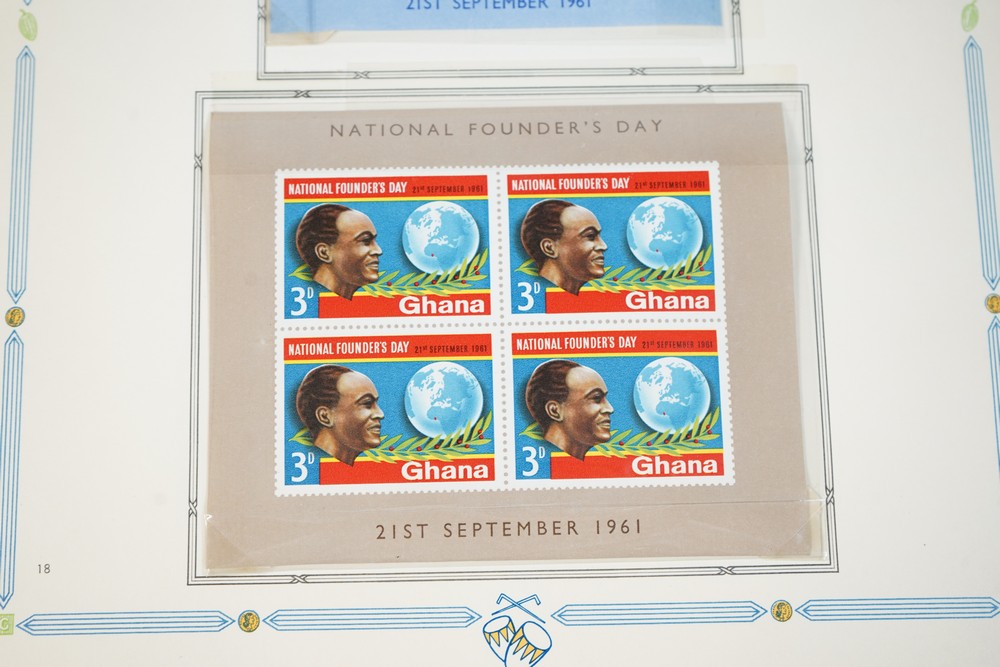 21ST SEPTEMBER 1961
NATIONAL FOUNDER'S DAY
NATIONAL FOUNDER'S DAY 21ST SEPTEMBER 1961
3D
Ghana
NATIONAL FOUNDER'S DAY 21ST SEPTEMBER 1961
3D
Ghana
NATIONAL FOUNDER'S DAY 21ST SEPTEMBER 1961
3D
Ghana
NATIONAL FOUNDER'S DAY 21ST SEPTEMBER 1961
3D
Ghana
21ST SEPTEMBER 1961
18
G